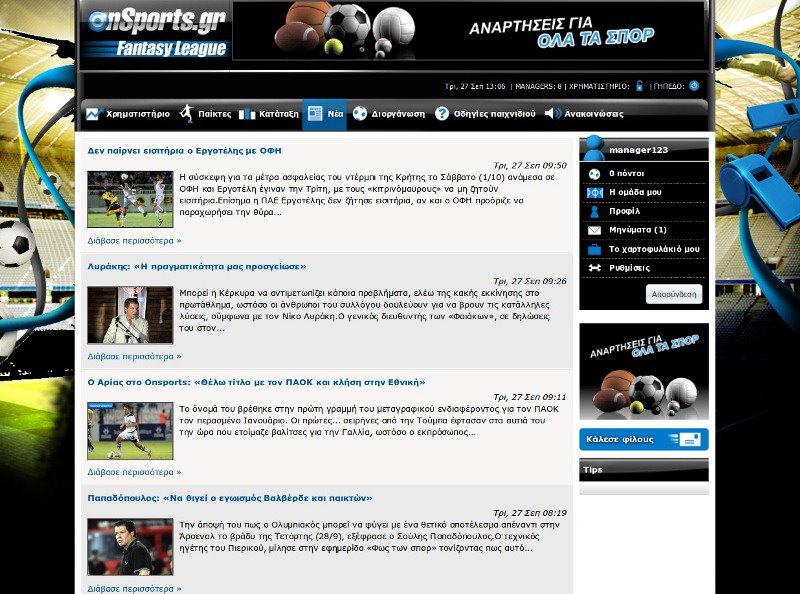 onSports.gr
Fantasy League
ΑΝΑΡΤΗΣΕΙΣ ΓΙΑ
ΟΛΑ ΤΑ ΣΠΟΡ
Τρι, 27 Σεπ 13:06 | MANAGERS: 8 | ΧΡΗΜΑΤΙΣΤΗΡΙΟ: | ΓΗΠΕΔΟ:
Χρηματιστήριο Παίκτες Κατάταξη Νέα Διοργάνωση Οδηγίες παιχνιδιού Ανακοινώσεις
Δεν παίρνει εισιτήρια ο Εργοτέλης με ΟΦΗ
Τρι, 27 Σεπ 09:50
Η σύσκεψη για τα μέτρα ασφαλείας του ντέρμπι της Κρήτης το Σάββατο (1/10) ανάμεσα σε
ΟΦΗ και Εργοτέλη έγιναν την Τρίτη, με τους «κιτρινόμαυρους» να μη ζητούν
εισιτήρια.Επίσημα η ΠΑΕ Εργοτέλης δεν ζήτησε εισιτήρια, αν και ο ΟΦΗ προόριζε να
παραχωρήσει την θύρα...
Διάβασε περισσότερα »
Λυράκης: «Η πραγματικότητα μας προσγείωσε»
Τρι, 27 Σεπ 09:26
Μπορεί η Κέρκυρα να αντιμετωπίζει κάποια προβλήματα, ελέω της κακής εκκίνησης στο
πρωτάθλημα, ωστόσο οι άνθρωποι του συλλόγου δουλεύουν για να βρουν τις κατάλληλες
λύσεις, σύμφωνα με τον Νίκο Λυράκη.Ο γενικός διευθυντής των «Φαιάκων», σε δηλώσεις
του στον...
Διάβασε περισσότερα »
Ο Αρίας στο Onsports: «Θέλω τίτλο με τον ΠΑΟΚ και κλήση στην Εθνική»
Τρι, 27 Σεπ 09:11
Το όνομά του βρέθηκε στην πρώτη γραμμή του μεταγραφικού ενδιαφέροντος για τον ΠΑΟΚ
τον περασμένο Ιανουάριο. Οι πρώτες... σειρήνες από την Τούμπα έφτασαν στα αυτιά του
την ώρα που ετοίμαζε βαλίτσες για την Γαλλία, ωστόσο ο εκπρόσωπος...
Διάβασε περισσότερα »
Παπαδόπουλος: «Να θιγεί ο εγωισμός Βαλβέρδε και παικτών»
Τρι, 27 Σεπ 08:19
Την άποψή του πως ο Ολυμπιακός μπορεί να φύγει με ένα θετικό αποτέλεσμα απέναντι στην
Άρσεναλ το βράδυ της Τετάρτης (28/9), εξέφρασε ο Σούλης Παπαδόπουλος.Ο τεχνικός
ηγέτης του Πιερικού, μίλησε στην εφημερίδα «Φως των σπορ» τονίζοντας πως αυτό...
Διάβασε περισσότερα »
manager123
0 πόντοι
Η ομάδα μου
Προφίλ
Μηνύματα (1)
Το χαρτοφυλάκιό μου
Ρυθμίσεις
Αποσύνδεση
ΑΝΑΡΤΗΣΕΙΣ ΓΙΑ
ΟΛΑ ΤΑ ΣΠΟΡ
Κάλεσε φίλους
Tips